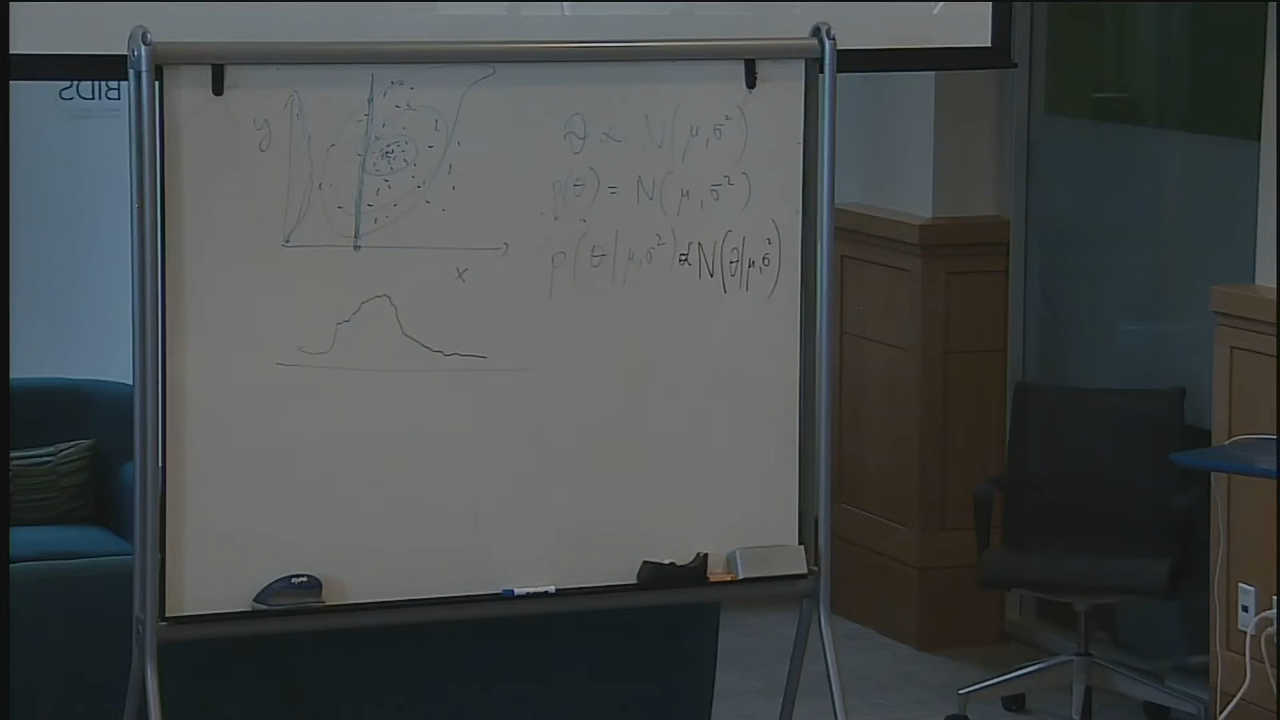 BIDS
y
x
θ ∝ N(μ, σ²)
p(θ) = N(μ, σ²)
p(θ|μ, σ²) ∝ N(θ|μ, σ²)